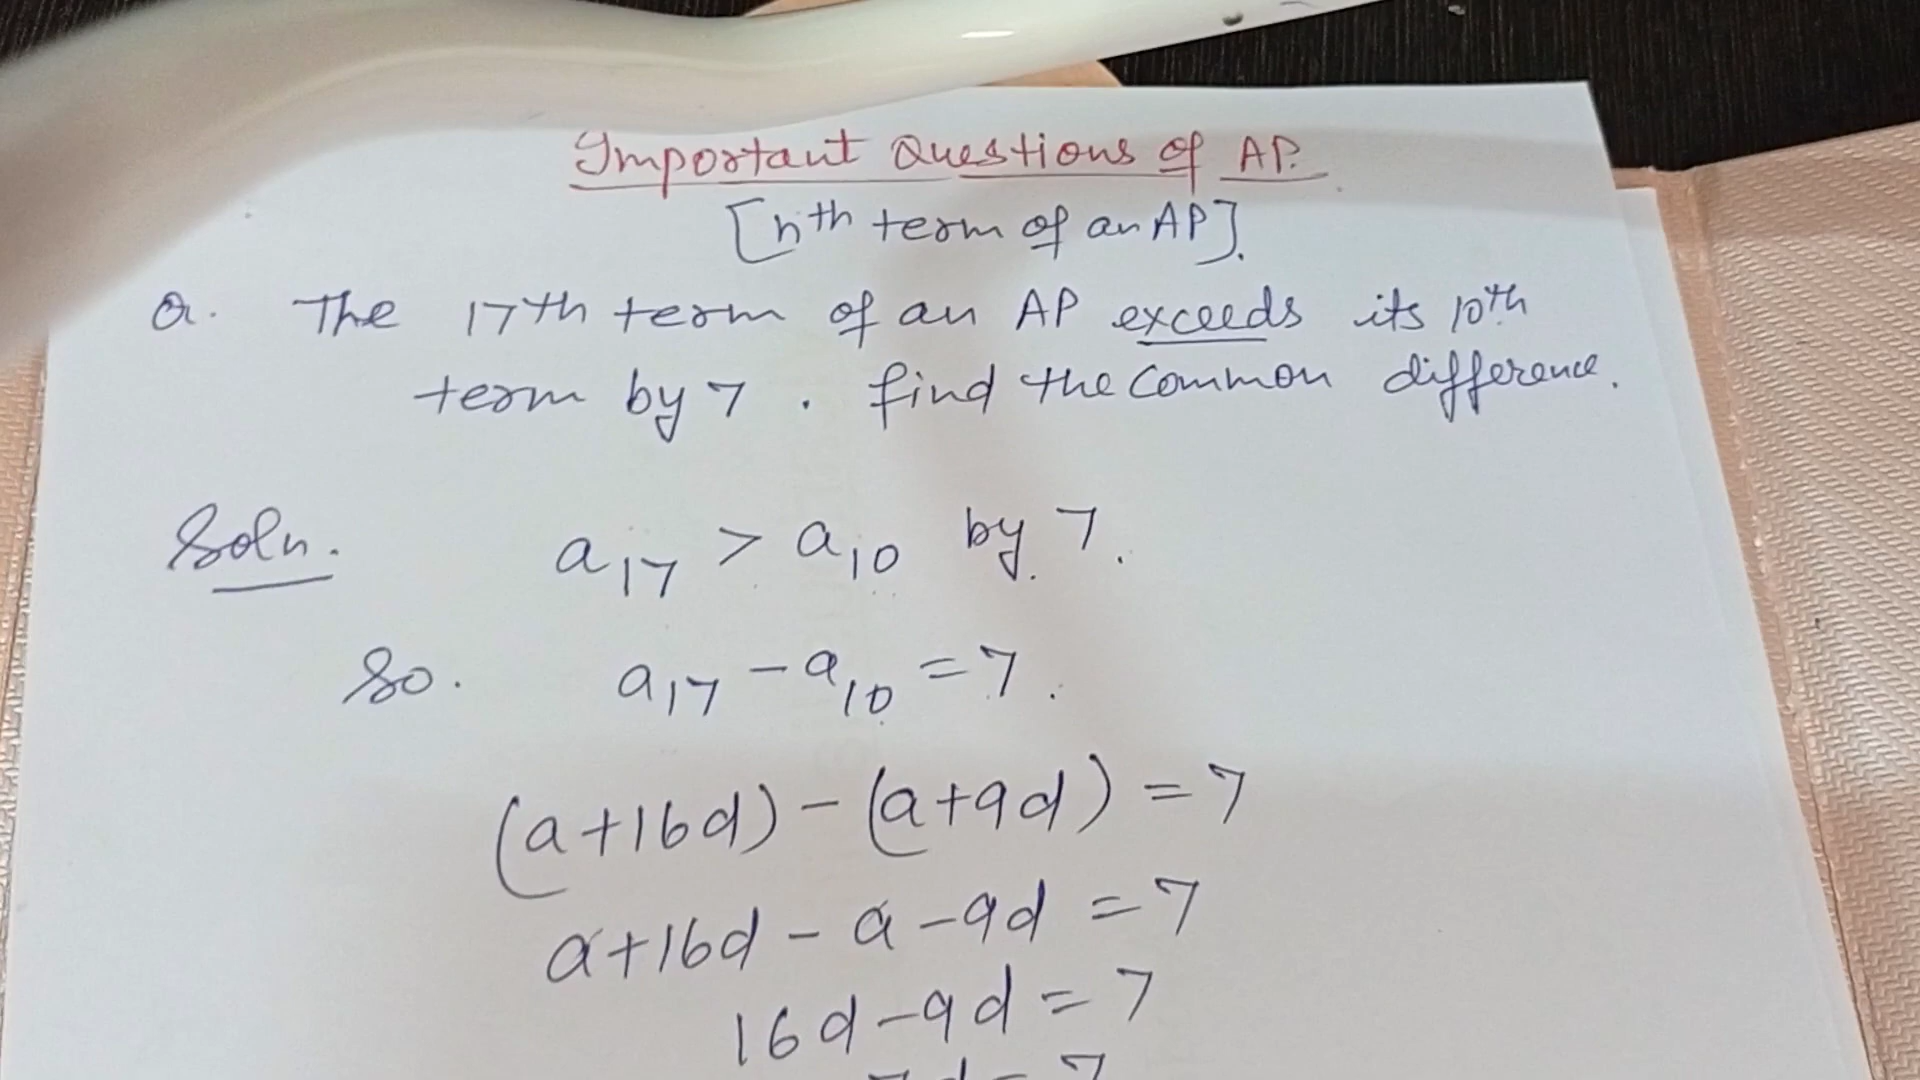 Important Questions of AP.
[nth term of an AP].
Q. The 17th term of an AP exceeds its 10th
term by 7. find the common difference.
Soln. a17 > a10 by 7.
So. a17 - a10 = 7.
(a+16d) - (a+9d) = 7
a+16d - a - 9d = 7
16d - 9d = 7
7d = 7